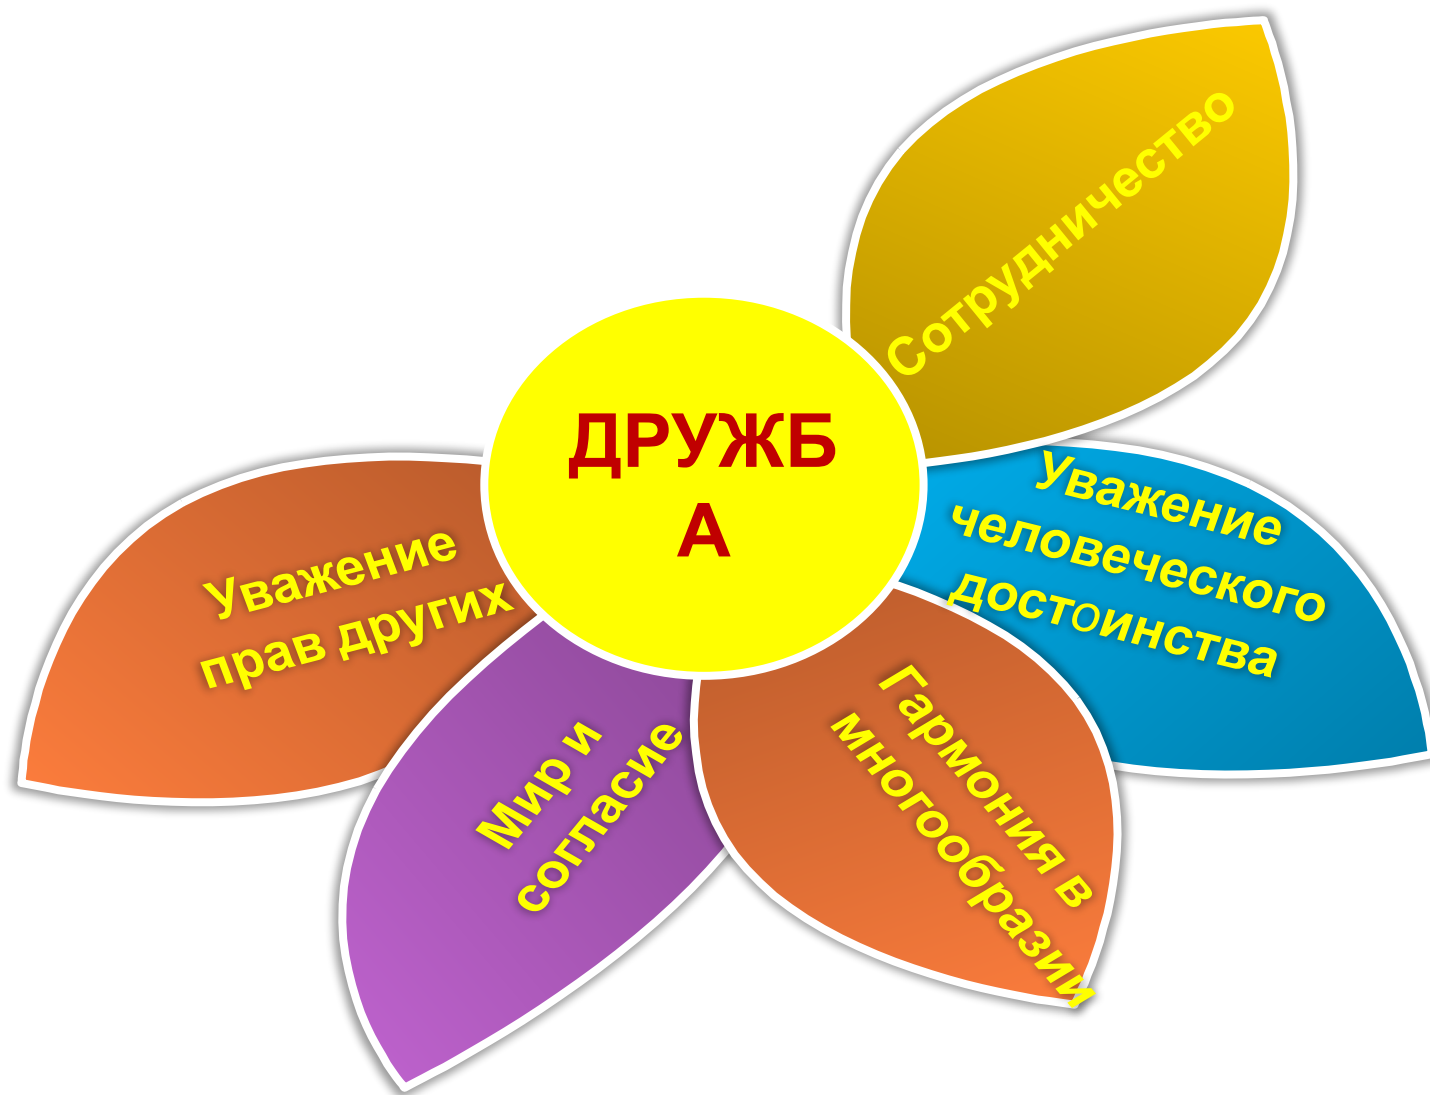 Сотрудничество
ДРУЖБ
А
Уважение
человеческого
достоинства
Уважение
прав других
Мир и
согласие
Гармония в
многообразии